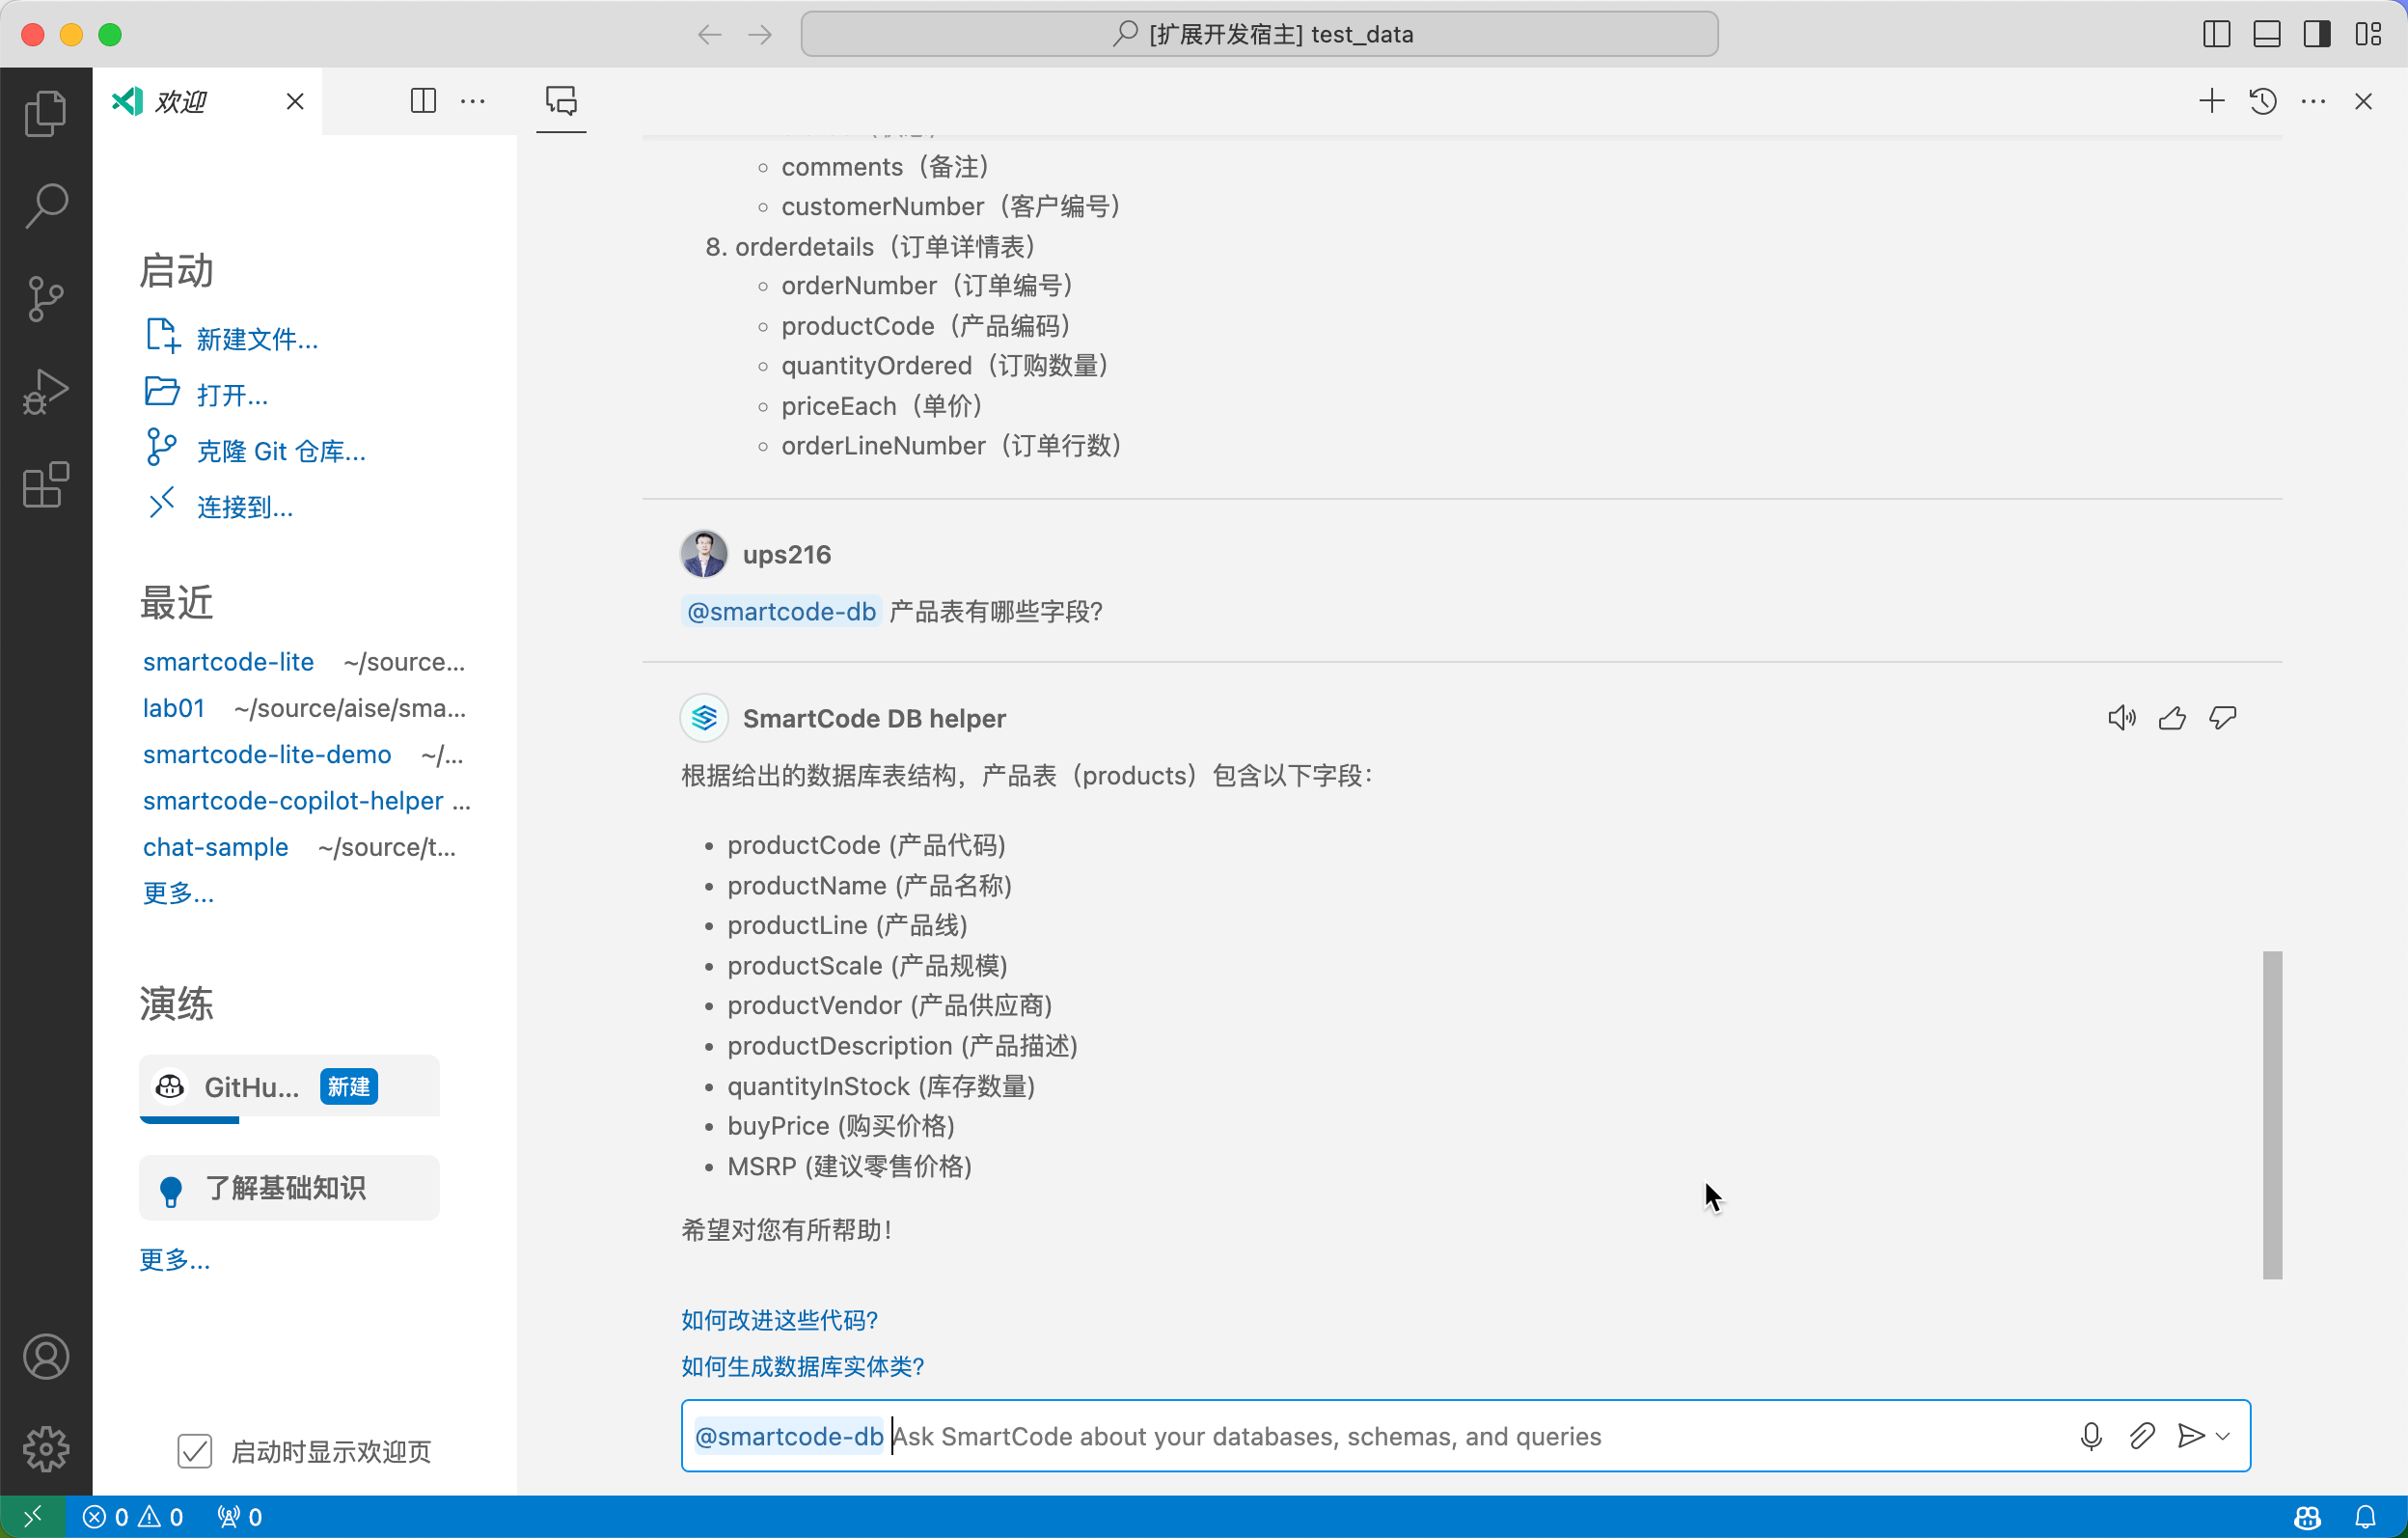 [扩展开发宿主] test_data
欢迎
启动
新建文件...
打开...
克隆 Git 仓库...
连接到...
最近
smartcode-lite ~/source...
lab01 ~/source/aise/sma...
smartcode-lite-demo ~/...
smartcode-copilot-helper ...
chat-sample ~/source/t...
更多...
演练
GitHu... 新建
了解基础知识
更多...
启动时显示欢迎页
comments（备注）
customerNumber（客户编号）
8. orderdetails（订单详情表）
orderNumber（订单编号）
productCode（产品编码）
quantityOrdered（订购数量）
priceEach（单价）
orderLineNumber（订单行数）
ups216
@smartcode-db 产品表有哪些字段?
SmartCode DB helper
根据给出的数据库表结构，产品表（products）包含以下字段：
productCode (产品代码)
productName (产品名称)
productLine (产品线)
productScale (产品规模)
productVendor (产品供应商)
productDescription (产品描述)
quantityInStock (库存数量)
buyPrice (购买价格)
MSRP (建议零售价格)
希望对您有所帮助！
如何改进这些代码?
如何生成数据库实体类?
@smartcode-db Ask SmartCode about your databases, schemas, and queries
0 0 0